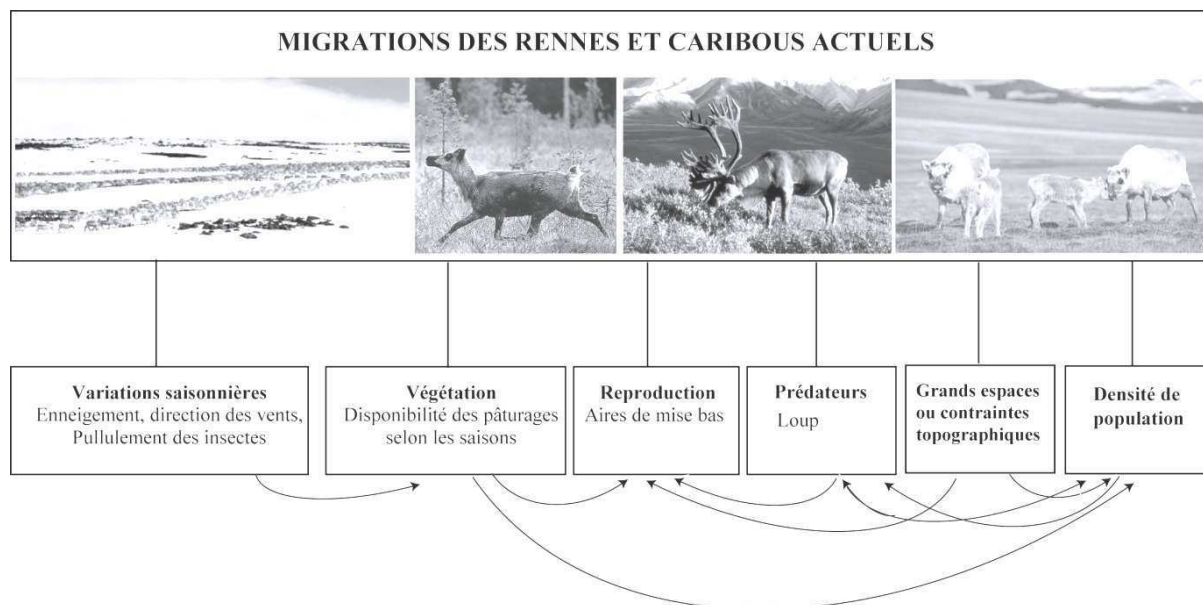 MIGRATIONS DES RENNES ET CARIBOUS ACTUELS
Variations saisonnières
Enneigement, direction des vents,
Pullulement des insectes
Végétation
Disponibilité des pâturages
selon les saisons
Reproduction
Aires de mise bas
Prédateurs
Loup
Grands espaces
ou contraintes
topographiques
Densité de
population